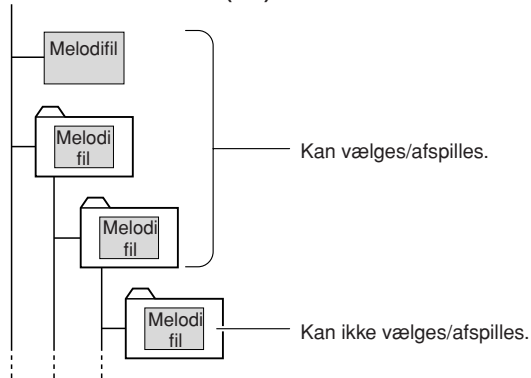 Melodifil
Melodi
fil
Kan vælges/afspilles.
Melodi
fil
Melodi
fil
Kan ikke vælges/afspilles.